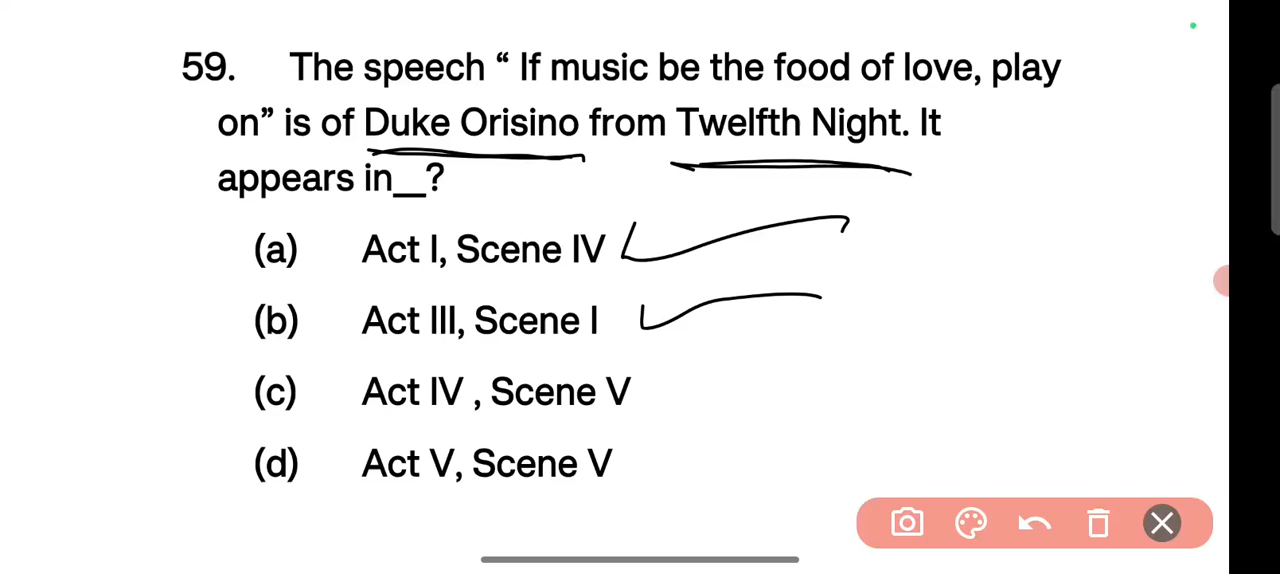 59. The speech “ If music be the food of love, play
on” is of Duke Orisino from Twelfth Night. It
appears in__?
(a) Act I, Scene IV
(b) Act III, Scene I
(c) Act IV , Scene V
(d) Act V, Scene V